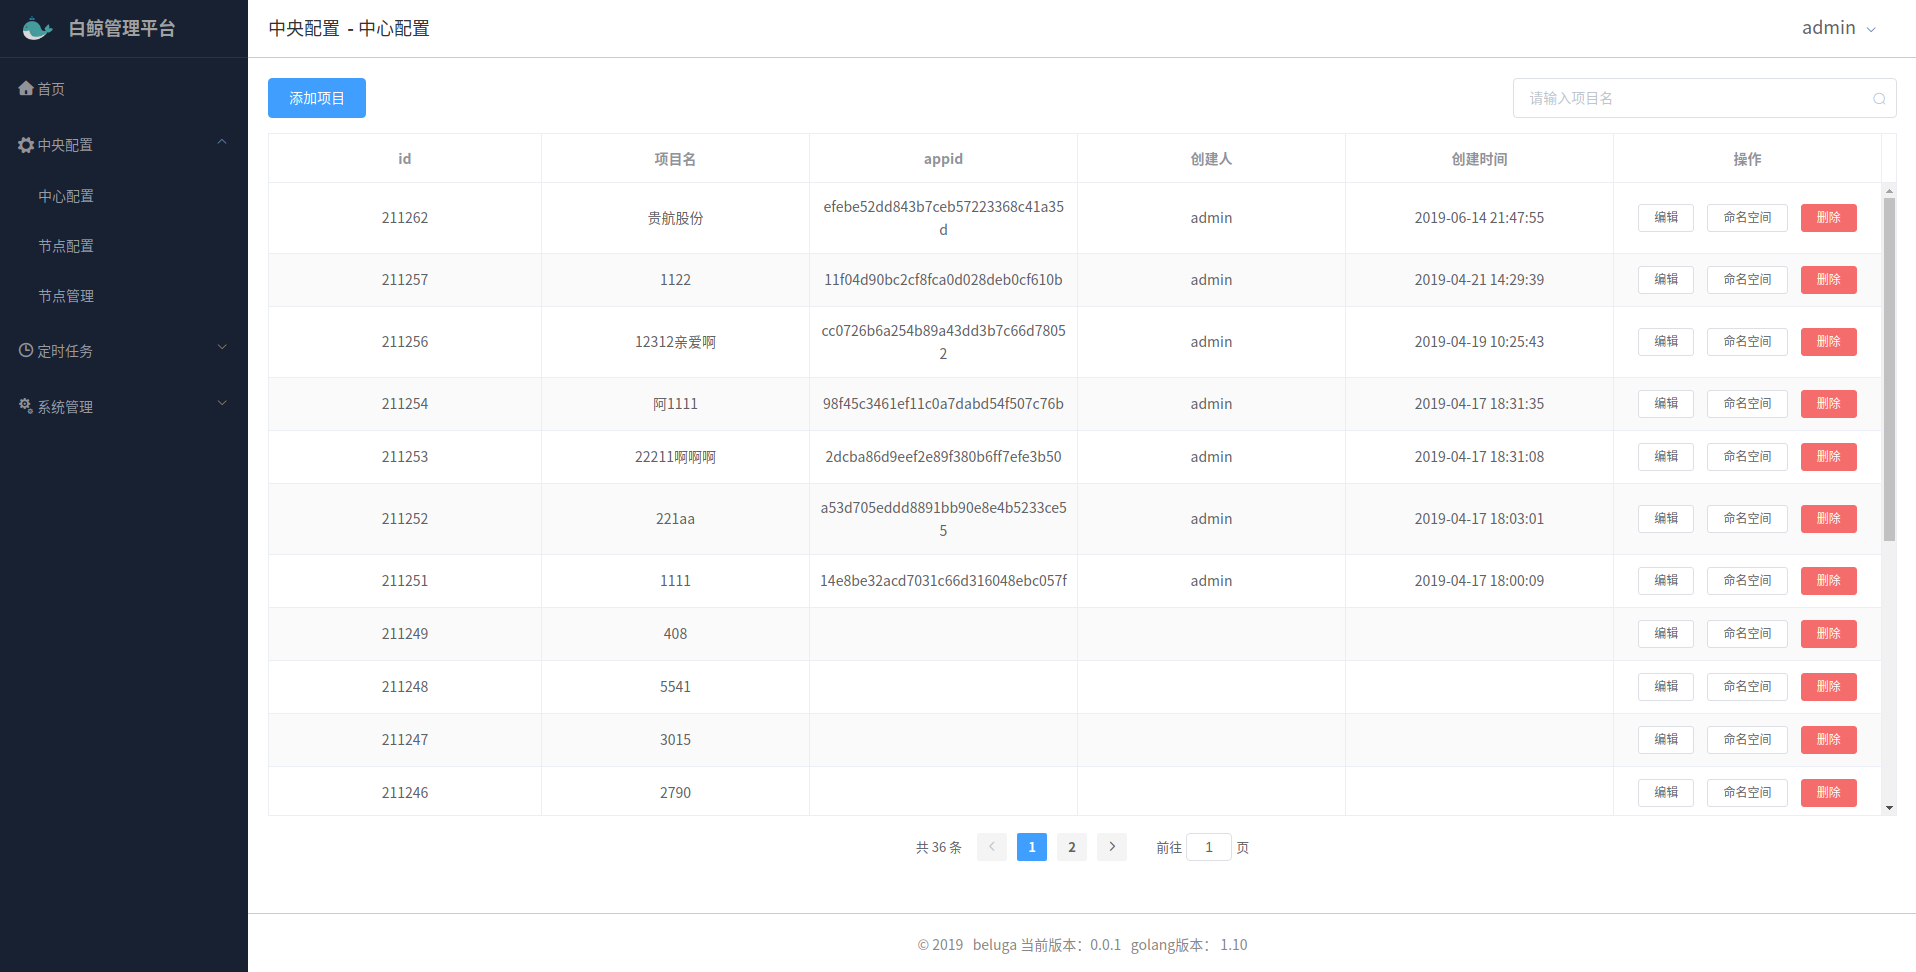 白鲸管理平台
中央配置 - 中心配置
admin
首页
中央配置
中心配置
节点配置
节点管理
定时任务
系统管理
添加项目
请输入项目名
id 项目名 appid 创建人 创建时间 操作
211262 贵航股份 efebe52dd843b7ceb57223368c41a35 admin 2019-06-14 21:47:55 编辑 命名空间 删除
d
211257 1122 11f04d90bc2cf8fca0d028deb0cf610b admin 2019-04-21 14:29:39 编辑 命名空间 删除
211256 12312亲爱啊 cc0726b6a254b89a43dd3b7c66d7805 admin 2019-04-19 10:25:43 编辑 命名空间 删除
2
211254 阿1111 98f45c3461ef11c0a7dabd54f507c76b admin 2019-04-17 18:31:35 编辑 命名空间 删除
211253 22211啊啊啊 2dcba86d9eef2e89f380b6ff7efe3b50 admin 2019-04-17 18:31:08 编辑 命名空间 删除
211252 221aa a53d705eddd8891bb90e8e4b5233ce5 admin 2019-04-17 18:03:01 编辑 命名空间 删除
5
211251 1111 14e8be32acd7031c66d316048ebc057f admin 2019-04-17 18:00:09 编辑 命名空间 删除
211249 408 编辑 命名空间 删除
211248 5541 编辑 命名空间 删除
211247 3015 编辑 命名空间 删除
211246 2790 编辑 命名空间 删除
共 36 条 1 2 前往 1 页
© 2019 beluga 当前版本：0.0.1 golang版本： 1.10